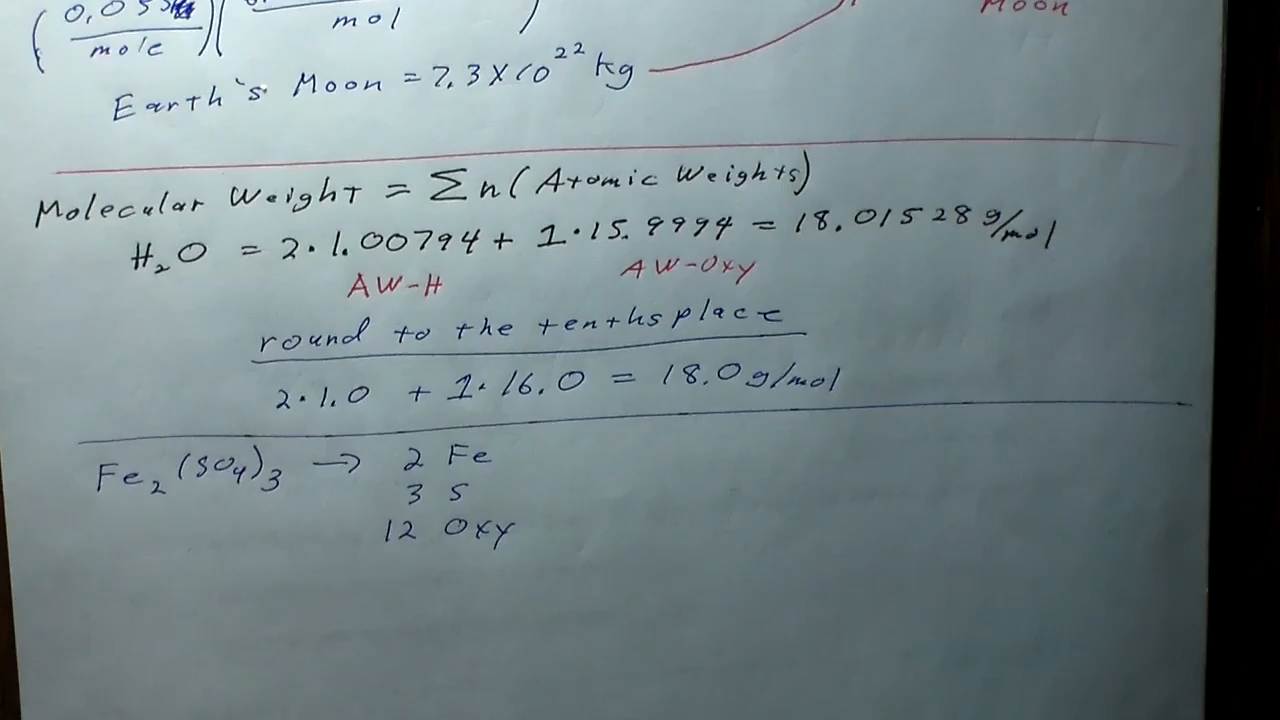 (0,055
mole)( mol )
Moon
Earth's Moon = 7.3 X 10²² kg
Molecular Weight = Σn(Atomic Weights)
H₂O = 2·1.00794 + 1·15.9994 = 18.01528 g/mol
AW-H AW-Oxy
round to the tenths place
2·1.0 + 1·16.0 = 18.0 g/mol
Fe₂(SO₄)₃ → 2 Fe
3 S
12 Oxy